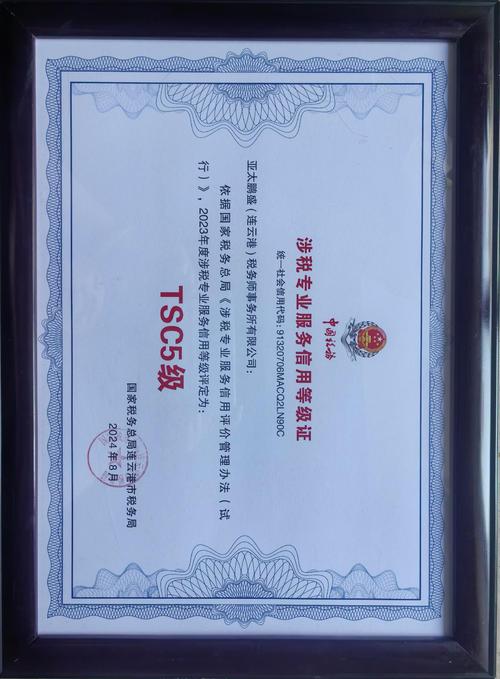 中国税务
涉税专业服务信用等级证
统一社会信用代码:91320706MACQ2LN90C
亚太鹏盛(连云港)税务师事务所有限公司:
依据国家税务总局《涉税专业服务信用评价管理办法(试
行)》,2023年度涉税专业服务信用等级评定为:
TSC5级
国家税务总局连云港市税务局
2024年8月